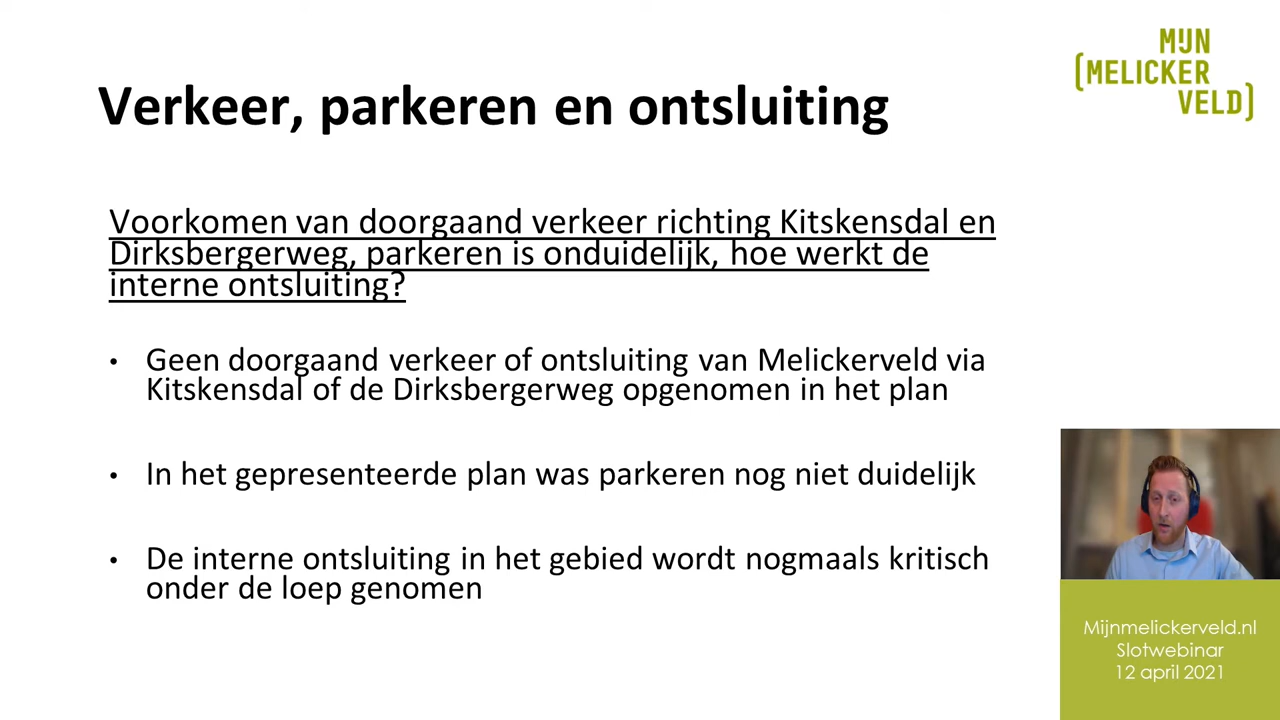 MIJN
[MELICKER
VELD]
Verkeer, parkeren en ontsluiting
Voorkomen van doorgaand verkeer richting Kitskensdal en
Dirksbergerweg, parkeren is onduidelijk, hoe werkt de
interne ontsluiting?
• Geen doorgaand verkeer of ontsluiting van Melickerveld via
Kitskensdal of de Dirksbergerweg opgenomen in het plan
• In het gepresenteerde plan was parkeren nog niet duidelijk
• De interne ontsluiting in het gebied wordt nogmaals kritisch
onder de loep genomen
Mijnmelickerveld.nl
Slotwebinar
12 april 2021